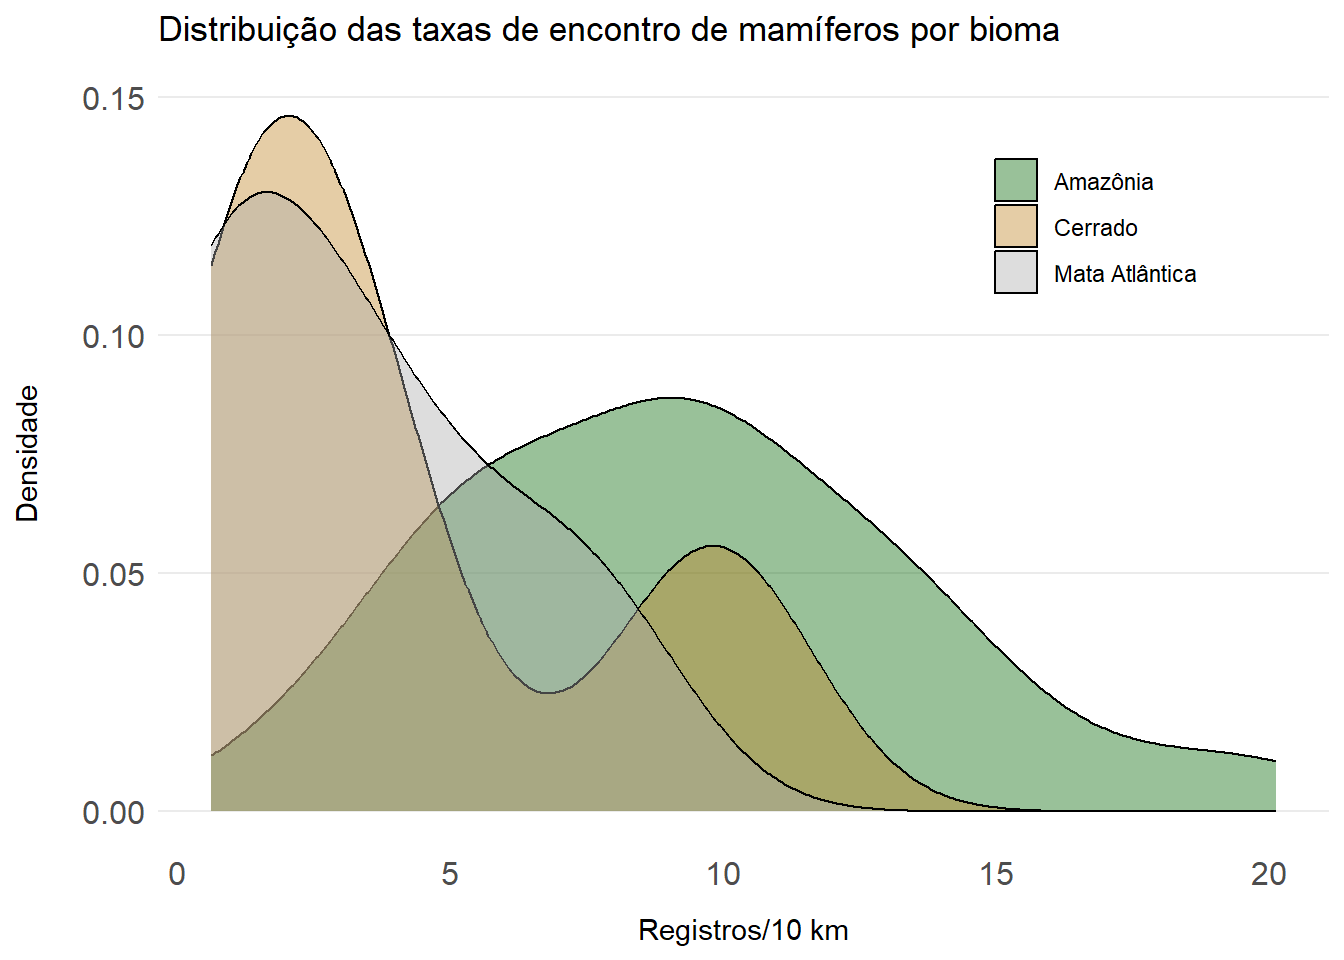 Distribuição das taxas de encontro de mamíferos por bioma
0.15
0.10
0.05
0.00
Densidade
Amazônia
Cerrado
Mata Atlântica
0 5 10 15 20
Registros/10 km